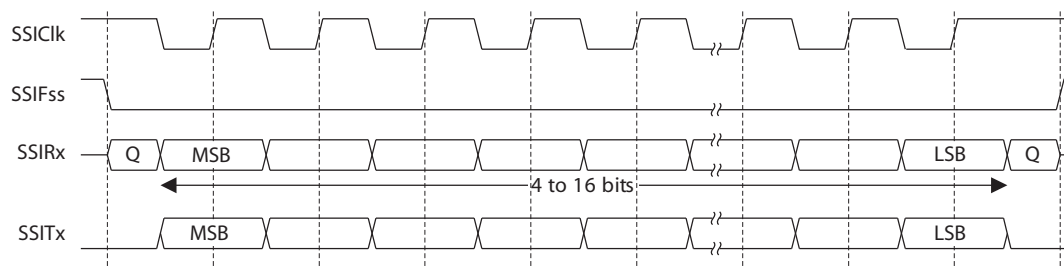 SSIClk
SSIFss
SSIRx Q MSB LSB Q
4 to 16 bits
SSITx MSB LSB